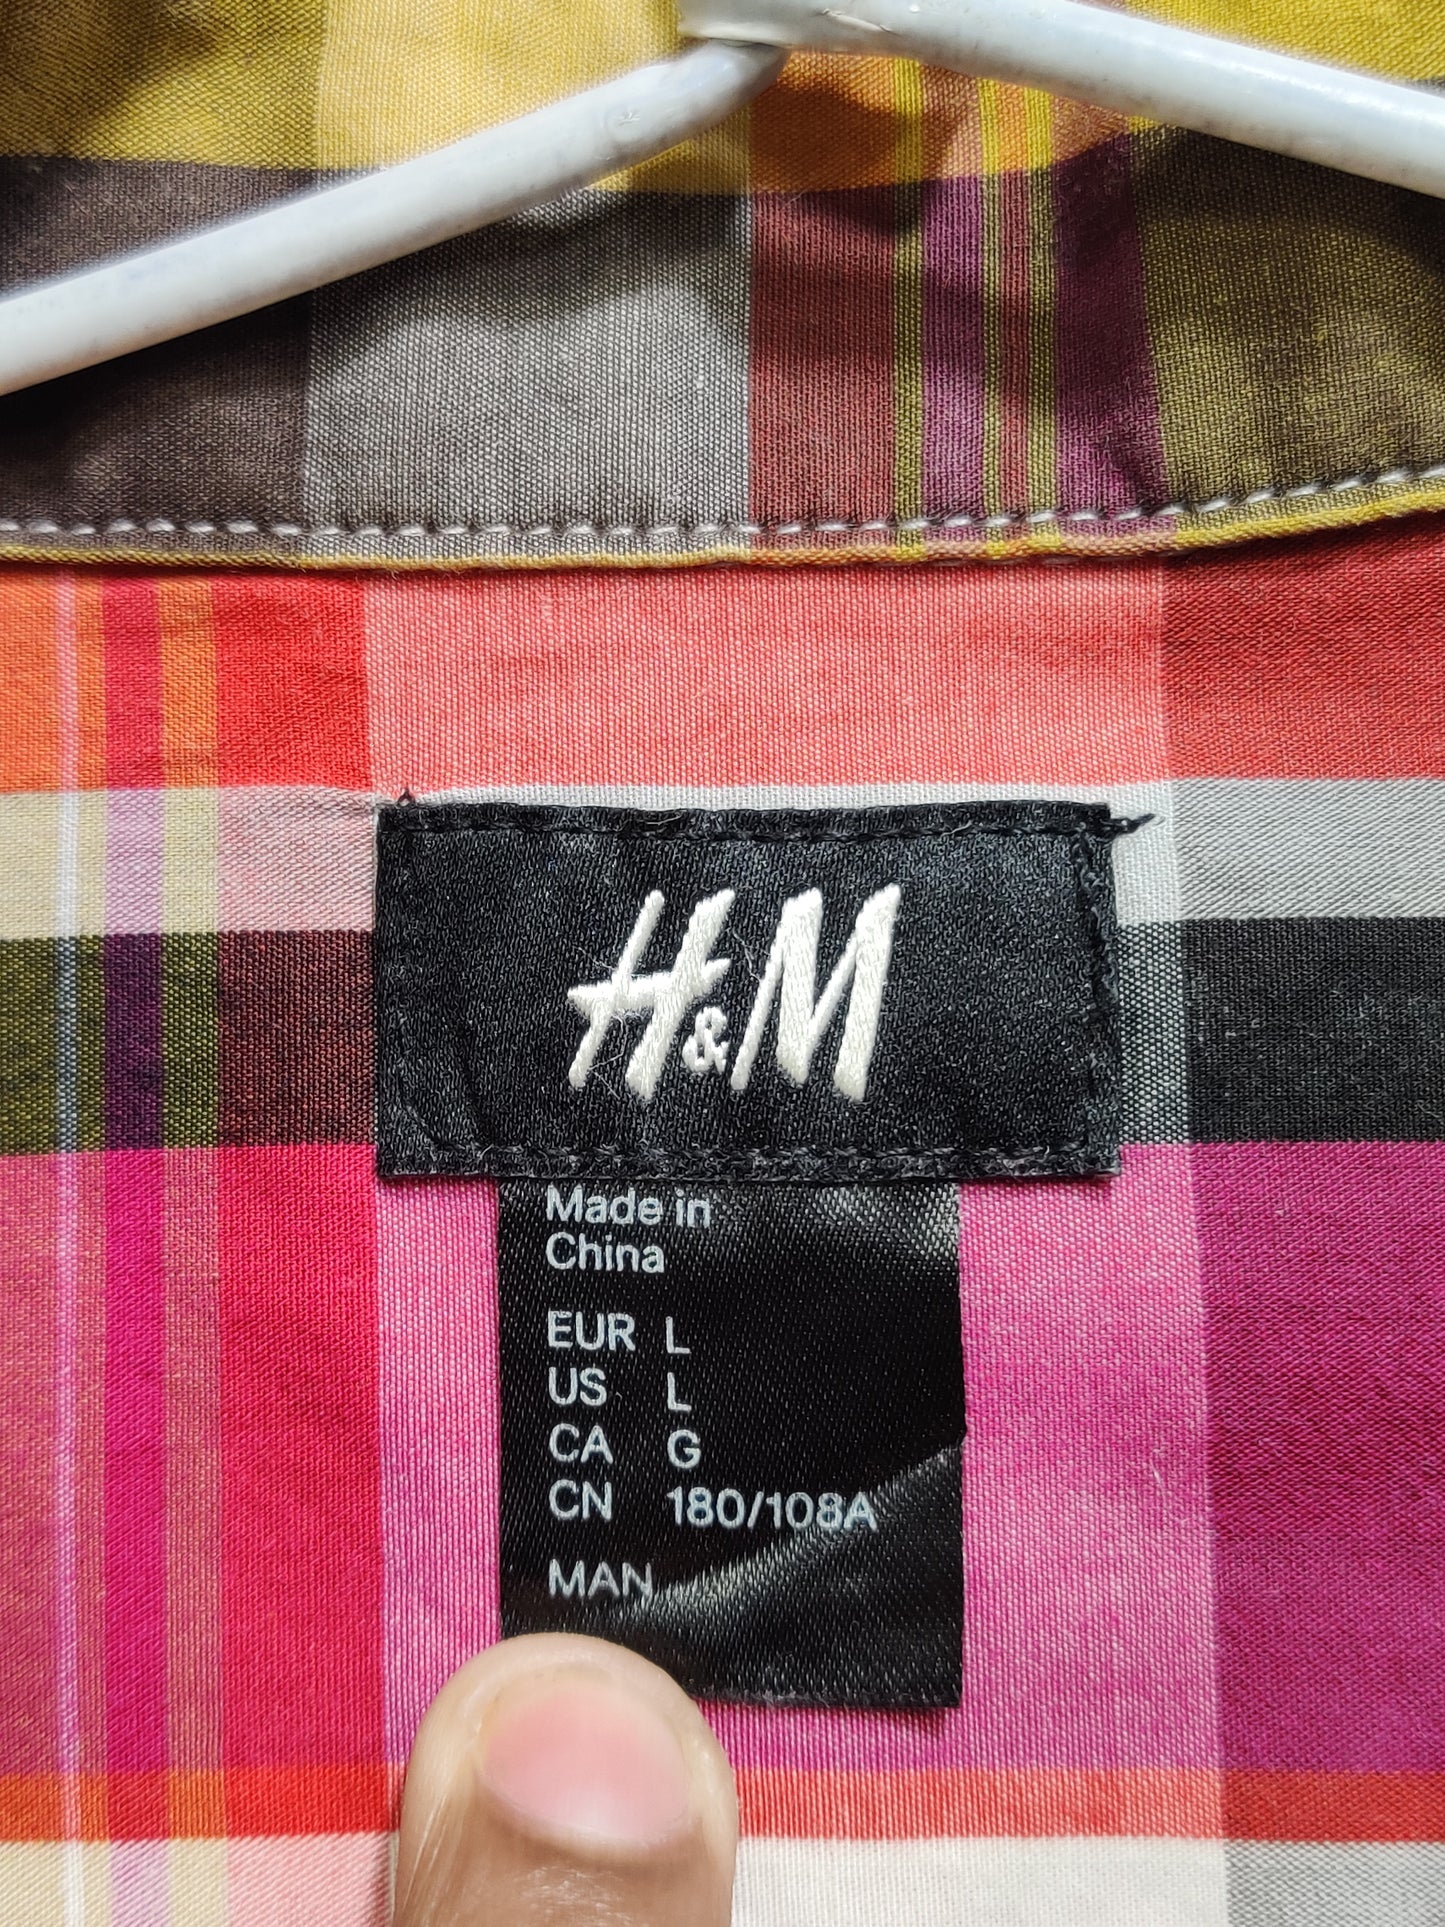 H&M
Made in
China
EUR L
US L
CA G
CN 180/108A
MAN